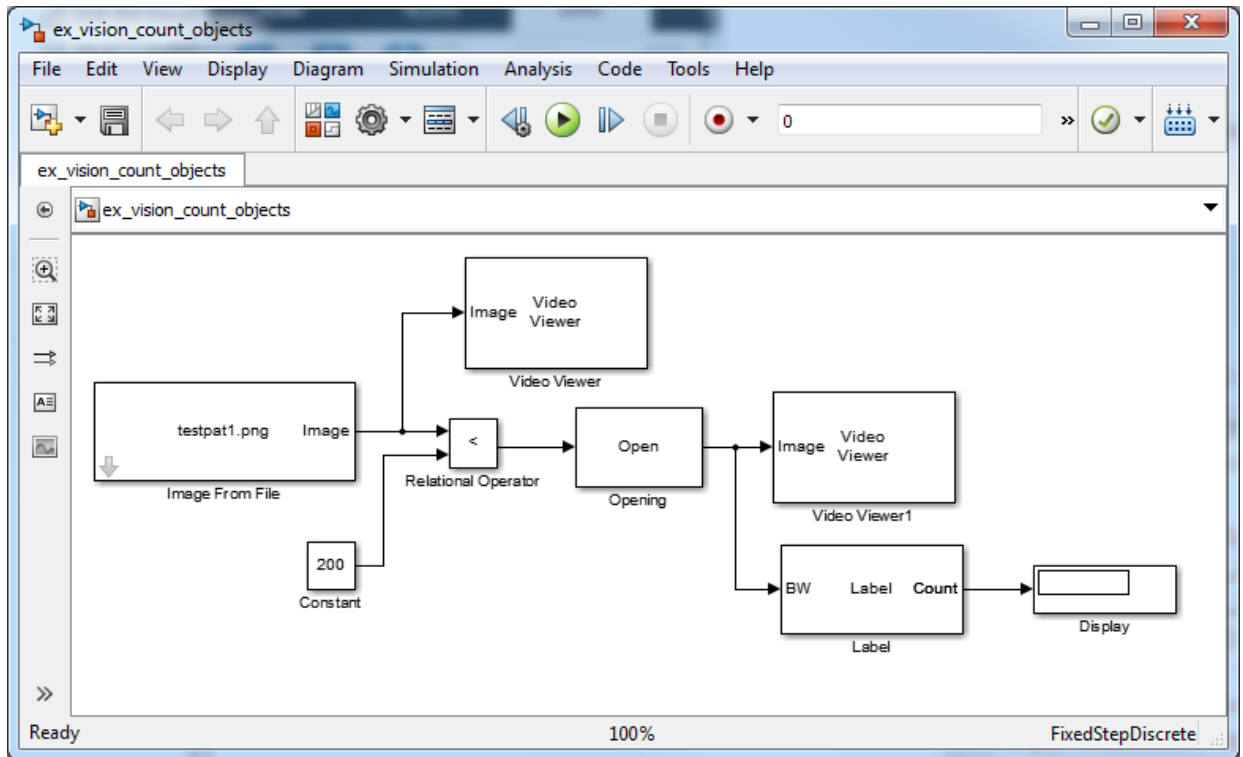 ex_vision_count_objects
File Edit View Display Diagram Simulation Analysis Code Tools Help
0
ex_vision_count_objects
ex_vision_count_objects
Image Video
Viewer
Video Viewer
testpat1.png Image
Image From File
<
Relational Operator
Open
Opening
Image Video
Viewer
Video Viewer1
200
Constant
BW Label Count
Label
Display
Ready 100% FixedStepDiscrete